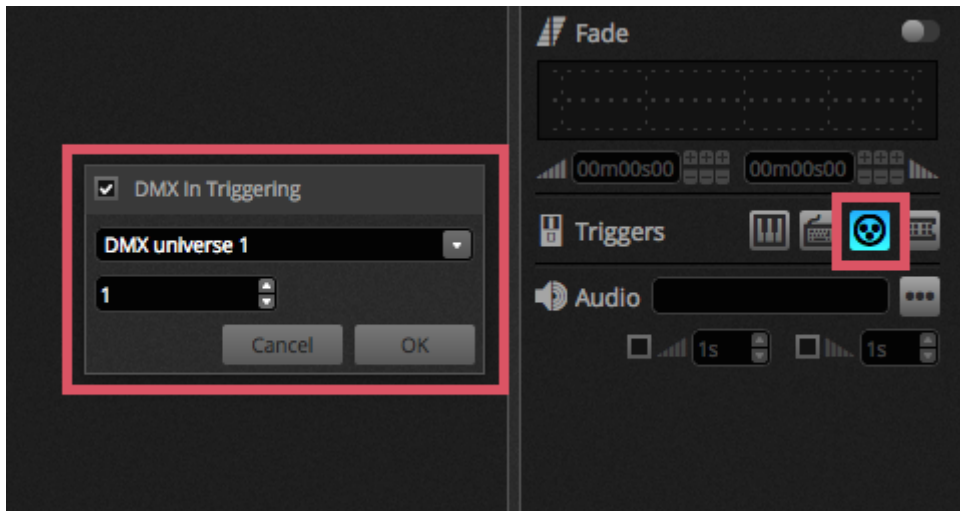 Fade
00m00s00 00m00s00
DMX In Triggering
DMX universe 1
Triggers
1
Audio
Cancel OK
1s 1s